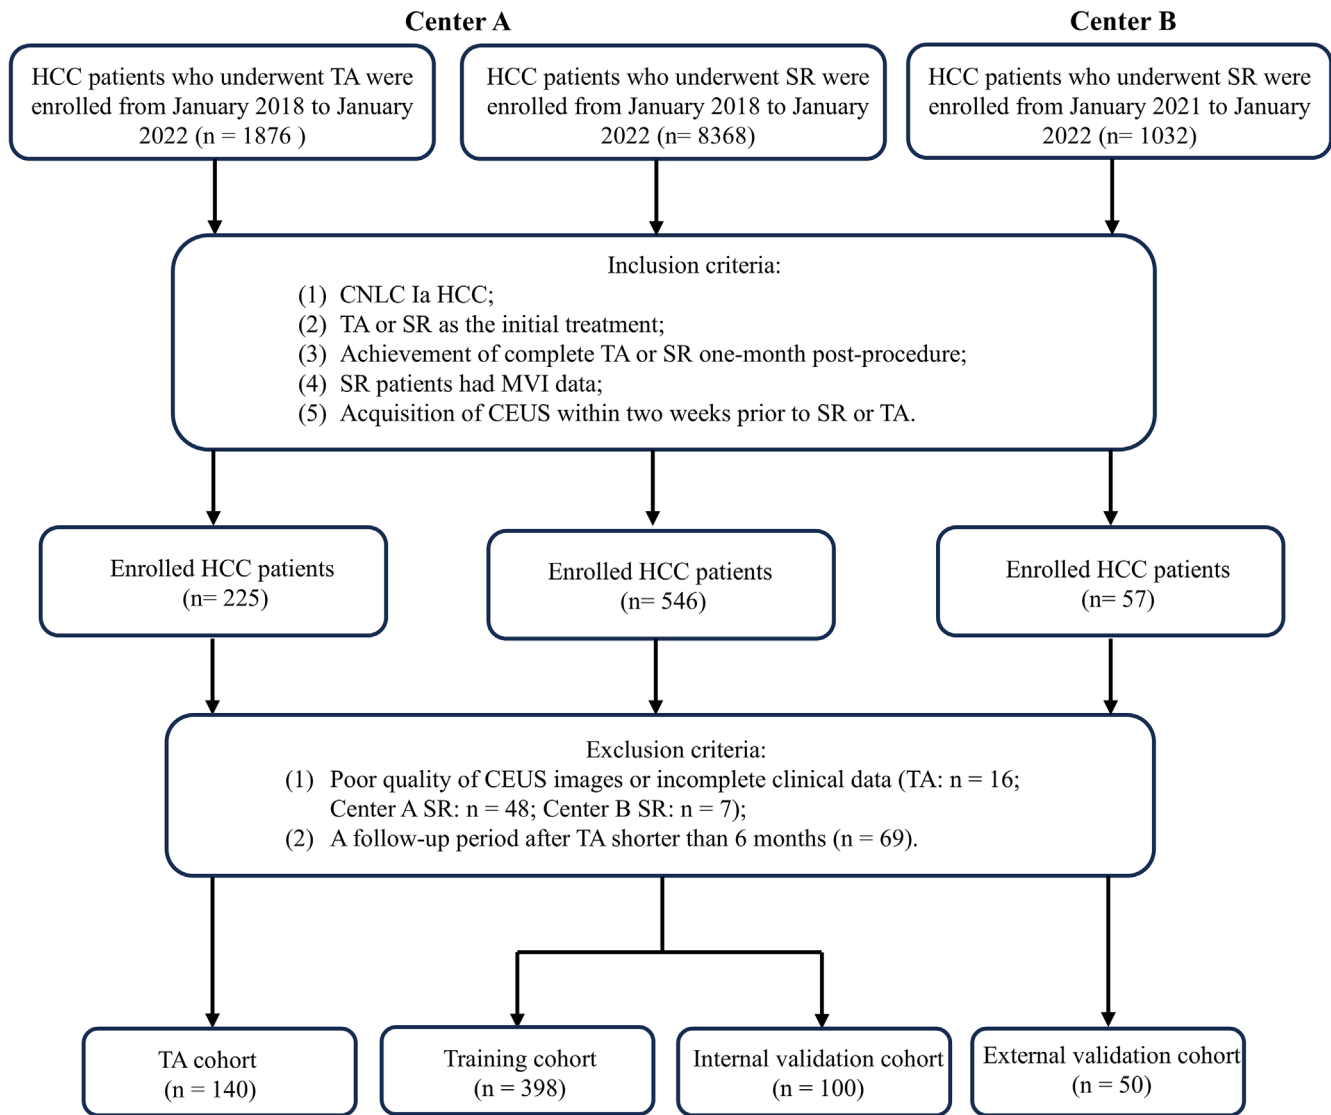 Center A
Center B
HCC patients who underwent TA were
enrolled from January 2018 to January
2022 (n = 1876 )
HCC patients who underwent SR were
enrolled from January 2018 to January
2022 (n= 8368)
HCC patients who underwent SR were
enrolled from January 2021 to January
2022 (n= 1032)
Inclusion criteria:
(1) CNLC Ia HCC;
(2) TA or SR as the initial treatment;
(3) Achievement of complete TA or SR one-month post-procedure;
(4) SR patients had MVI data;
(5) Acquisition of CEUS within two weeks prior to SR or TA.
Enrolled HCC patients
(n= 225)
Enrolled HCC patients
(n= 546)
Enrolled HCC patients
(n= 57)
Exclusion criteria:
(1) Poor quality of CEUS images or incomplete clinical data (TA: n = 16;
Center A SR: n = 48; Center B SR: n = 7);
(2) A follow-up period after TA shorter than 6 months (n = 69).
TA cohort
(n = 140)
Training cohort
(n = 398)
Internal validation cohort
(n = 100)
External validation cohort
(n = 50)